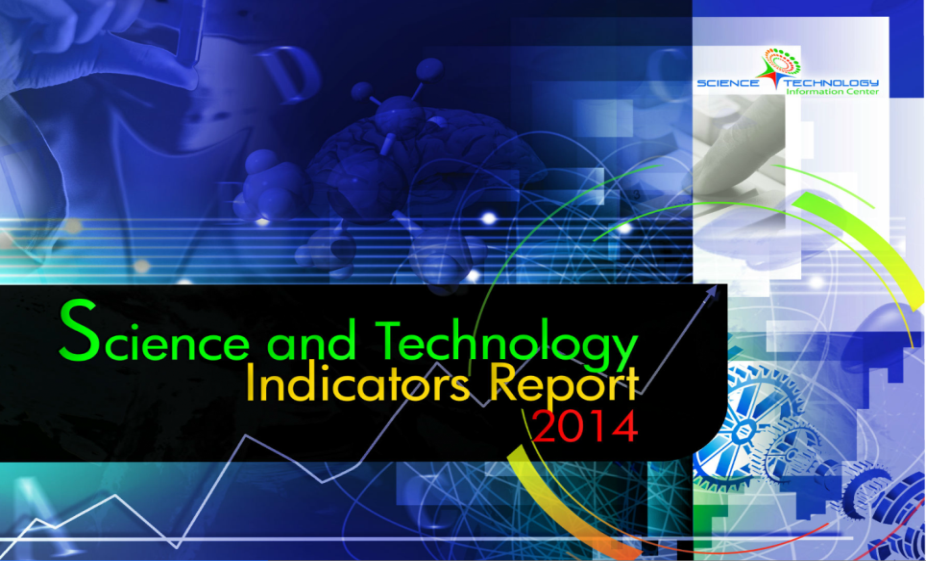 SCIENCE TECHNOLOGY
Information Center
Science and Technology
Indicators Report
2014